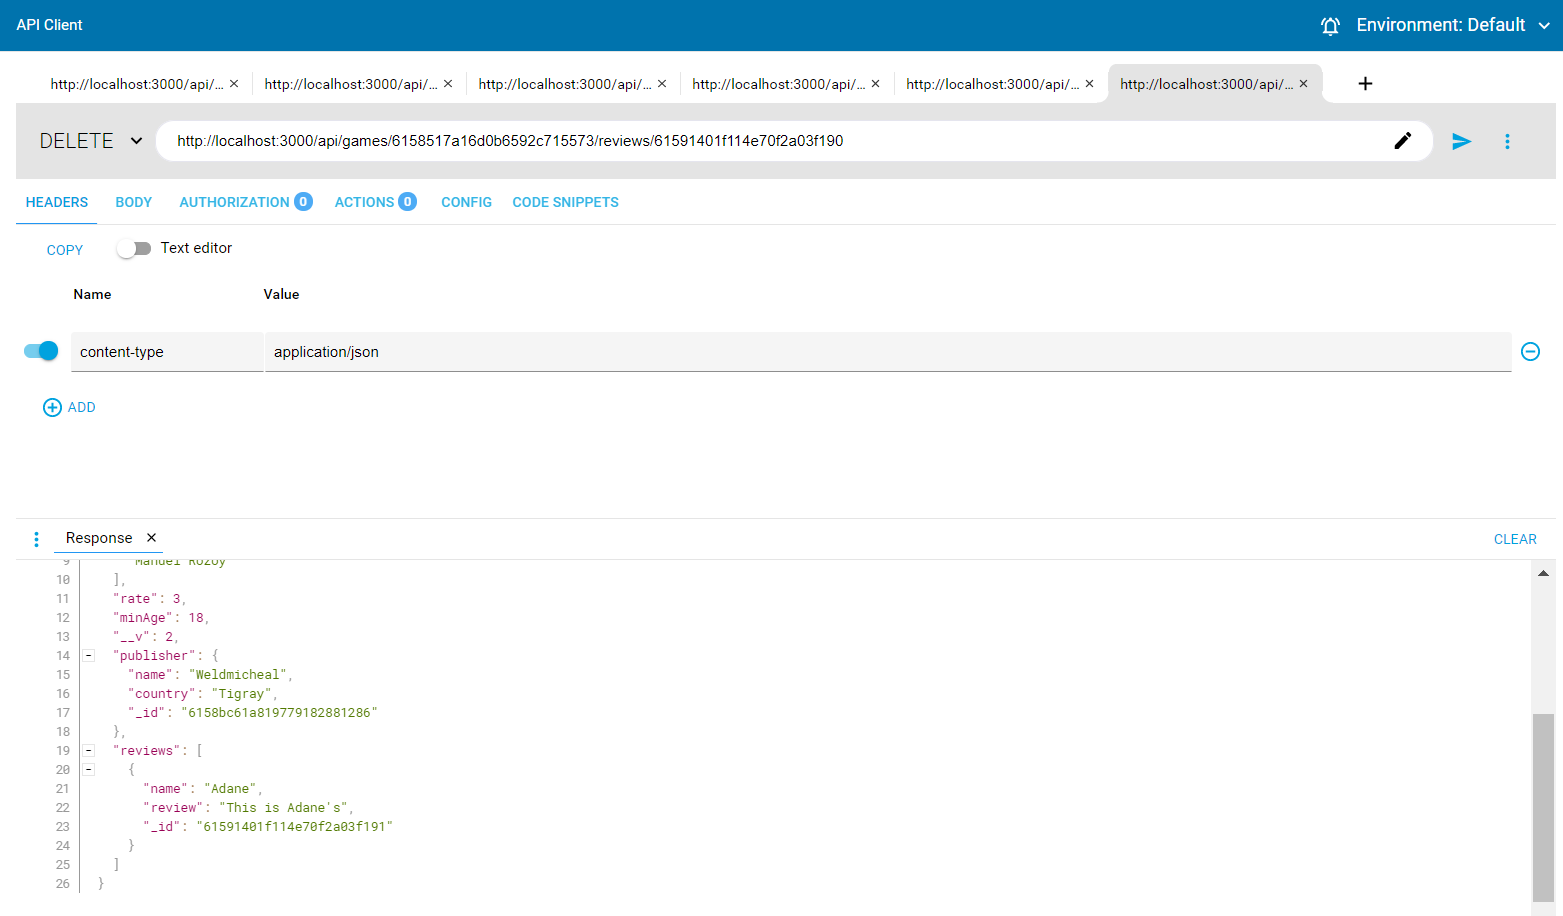 API Client
Environment: Default
http://localhost:3000/api/... http://localhost:3000/api/... http://localhost:3000/api/... http://localhost:3000/api/... http://localhost:3000/api/... http://localhost:3000/api/...
DELETE http://localhost:3000/api/games/6158517a16d0b6592c715573/reviews/61591401f114e70f2a03f190
HEADERS BODY AUTHORIZATION 0 ACTIONS 0 CONFIG CODE SNIPPETS
COPY Text editor
Name Value
content-type application/json
ADD
Response CLEAR
9 "Manuel Rozoy"
10 ],
11 "rate": 3,
12 "minAge": 18,
13 "__v": 2,
14 "publisher": {
15 "name": "Weldmicheal",
16 "country": "Tigray",
17 "_id": "6158bc61a819779182881286"
18 },
19 "reviews": [
20 {
21 "name": "Adane",
22 "review": "This is Adane's",
23 "_id": "61591401f114e70f2a03f191"
24 }
25 ]
26 }